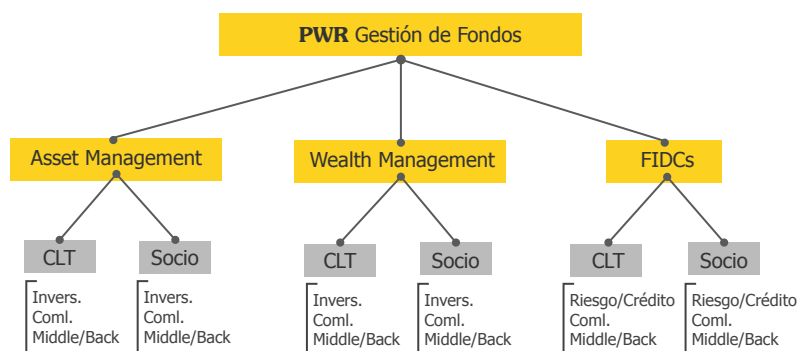 PWR Gestión de Fondos
Asset Management
Wealth Management
FIDCs
CLT
Socio
CLT
Socio
CLT
Socio
Invers.
Coml.
Middle/Back
Invers.
Coml.
Middle/Back
Invers.
Coml.
Middle/Back
Invers.
Coml.
Middle/Back
Riesgo/Crédito
Coml.
Middle/Back
Riesgo/Crédito
Coml.
Middle/Back